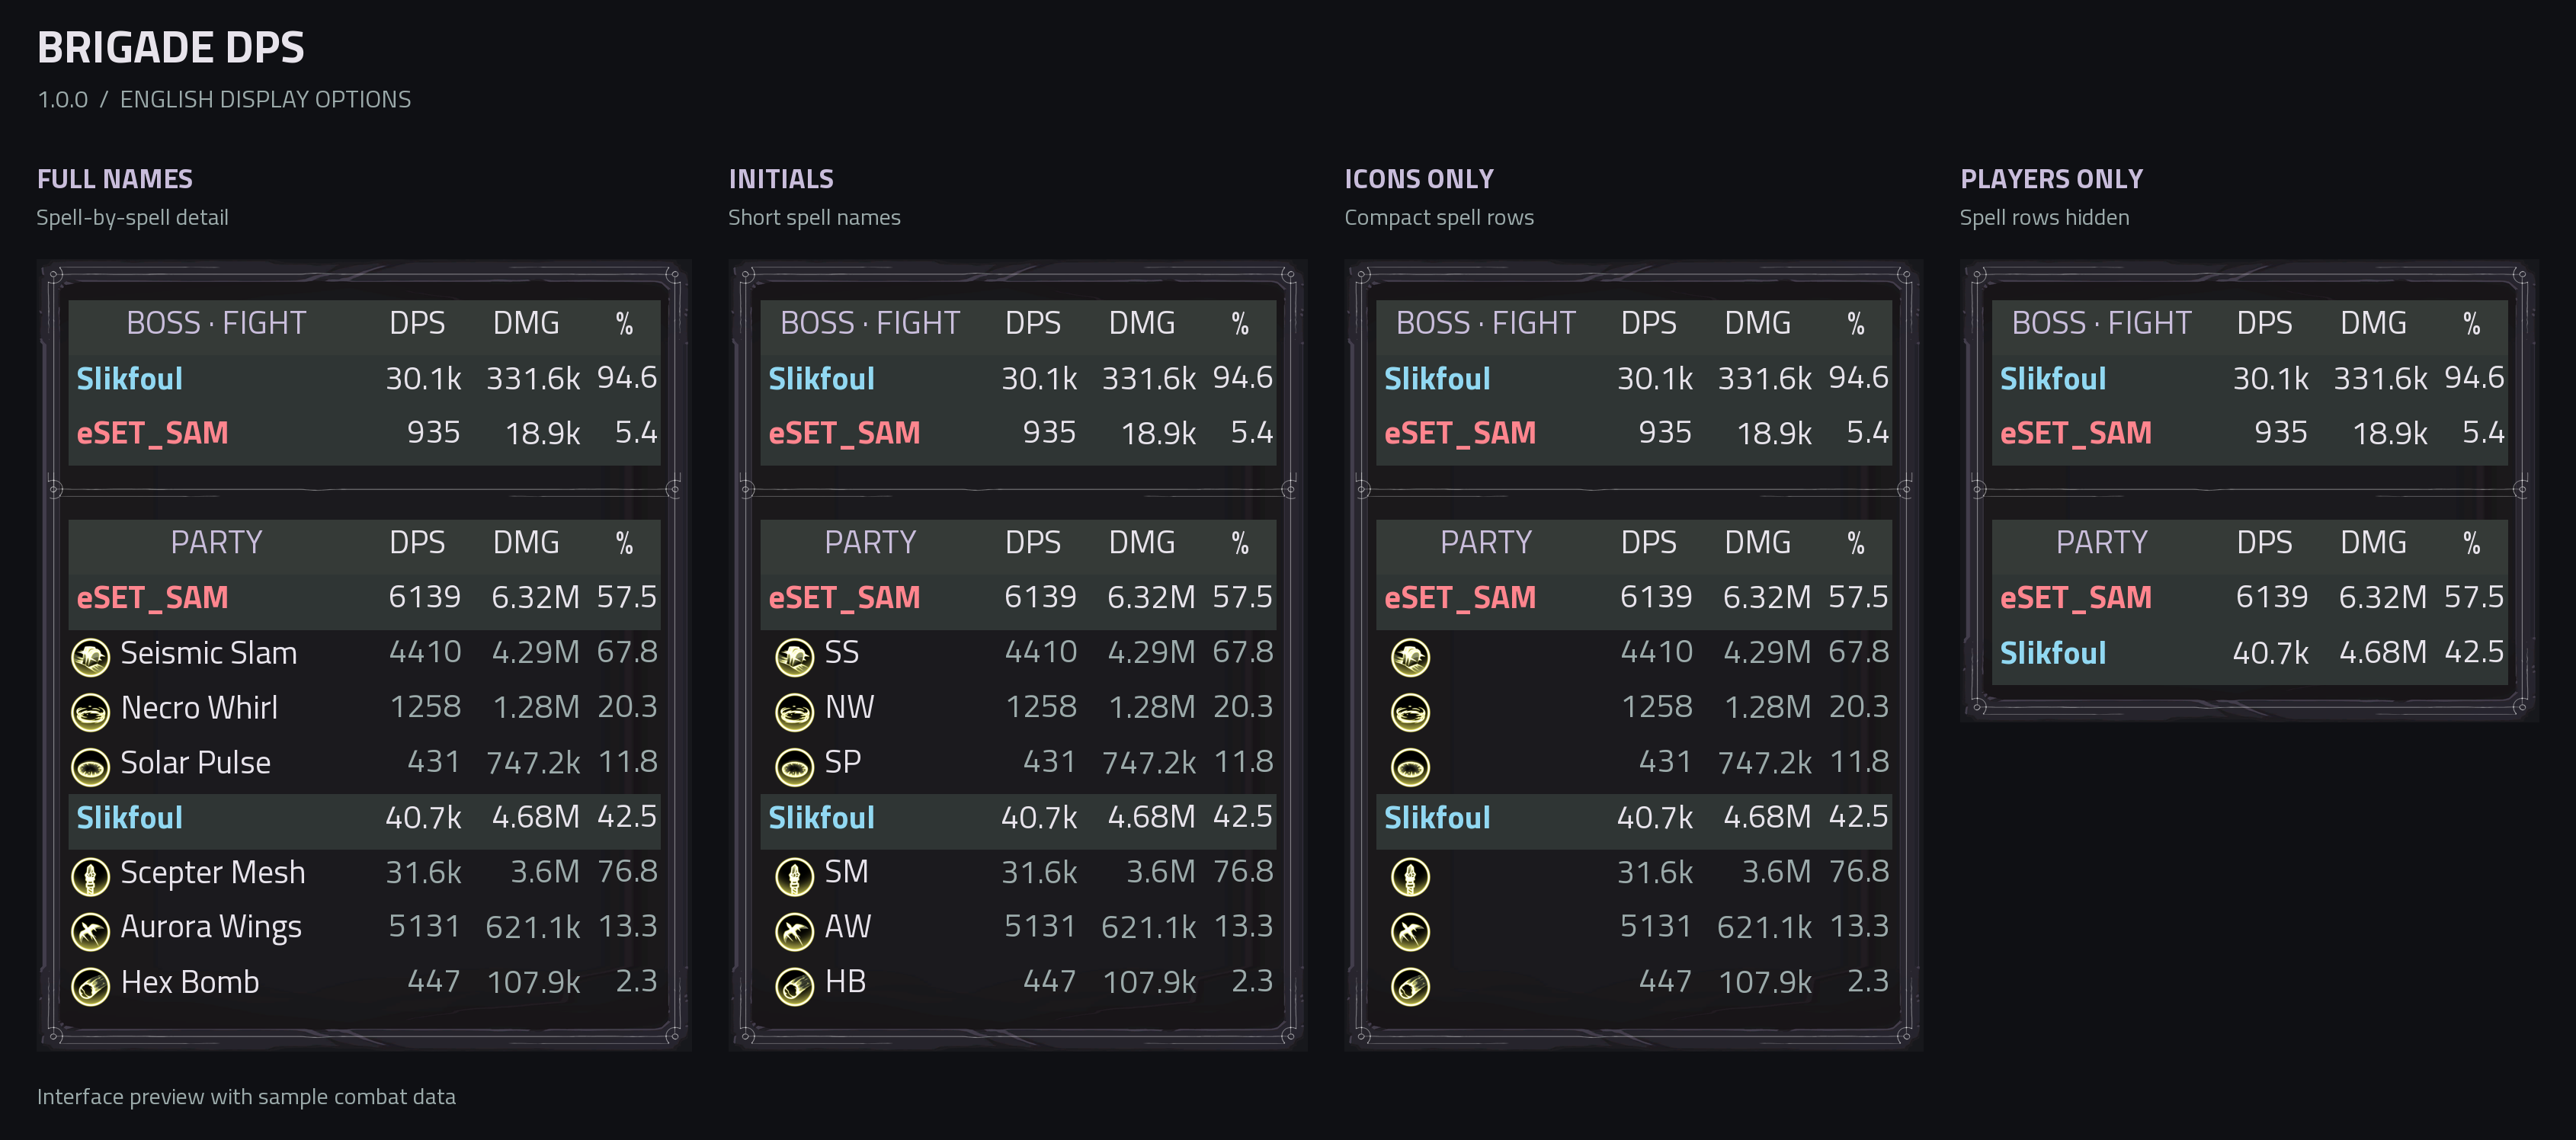 BRIGADE DPS
1.0.0 / ENGLISH DISPLAY OPTIONS
FULL NAMES
Spell-by-spell detail
BOSS · FIGHT DPS DMG %
Slikfoul 30.1k 331.6k 94.6
eSET_SAM 935 18.9k 5.4
PARTY DPS DMG %
eSET_SAM 6139 6.32M 57.5
Seismic Slam 4410 4.29M 67.8
Necro Whirl 1258 1.28M 20.3
Solar Pulse 431 747.2k 11.8
Slikfoul 40.7k 4.68M 42.5
Scepter Mesh 31.6k 3.6M 76.8
Aurora Wings 5131 621.1k 13.3
Hex Bomb 447 107.9k 2.3
INITIALS
Short spell names
BOSS · FIGHT DPS DMG %
Slikfoul 30.1k 331.6k 94.6
eSET_SAM 935 18.9k 5.4
PARTY DPS DMG %
eSET_SAM 6139 6.32M 57.5
SS 4410 4.29M 67.8
NW 1258 1.28M 20.3
SP 431 747.2k 11.8
Slikfoul 40.7k 4.68M 42.5
SM 31.6k 3.6M 76.8
AW 5131 621.1k 13.3
HB 447 107.9k 2.3
ICONS ONLY
Compact spell rows
BOSS · FIGHT DPS DMG %
Slikfoul 30.1k 331.6k 94.6
eSET_SAM 935 18.9k 5.4
PARTY DPS DMG %
eSET_SAM 6139 6.32M 57.5
4410 4.29M 67.8
1258 1.28M 20.3
431 747.2k 11.8
Slikfoul 40.7k 4.68M 42.5
31.6k 3.6M 76.8
5131 621.1k 13.3
447 107.9k 2.3
PLAYERS ONLY
Spell rows hidden
BOSS · FIGHT DPS DMG %
Slikfoul 30.1k 331.6k 94.6
eSET_SAM 935 18.9k 5.4
PARTY DPS DMG %
eSET_SAM 6139 6.32M 57.5
Slikfoul 40.7k 4.68M 42.5
Interface preview with sample combat data